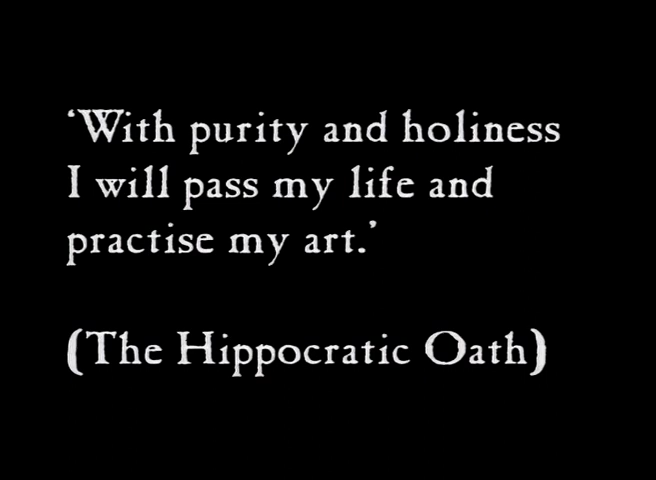 ‘With purity and holiness
I will pass my life and
practise my art.’
(The Hippocratic Oath)